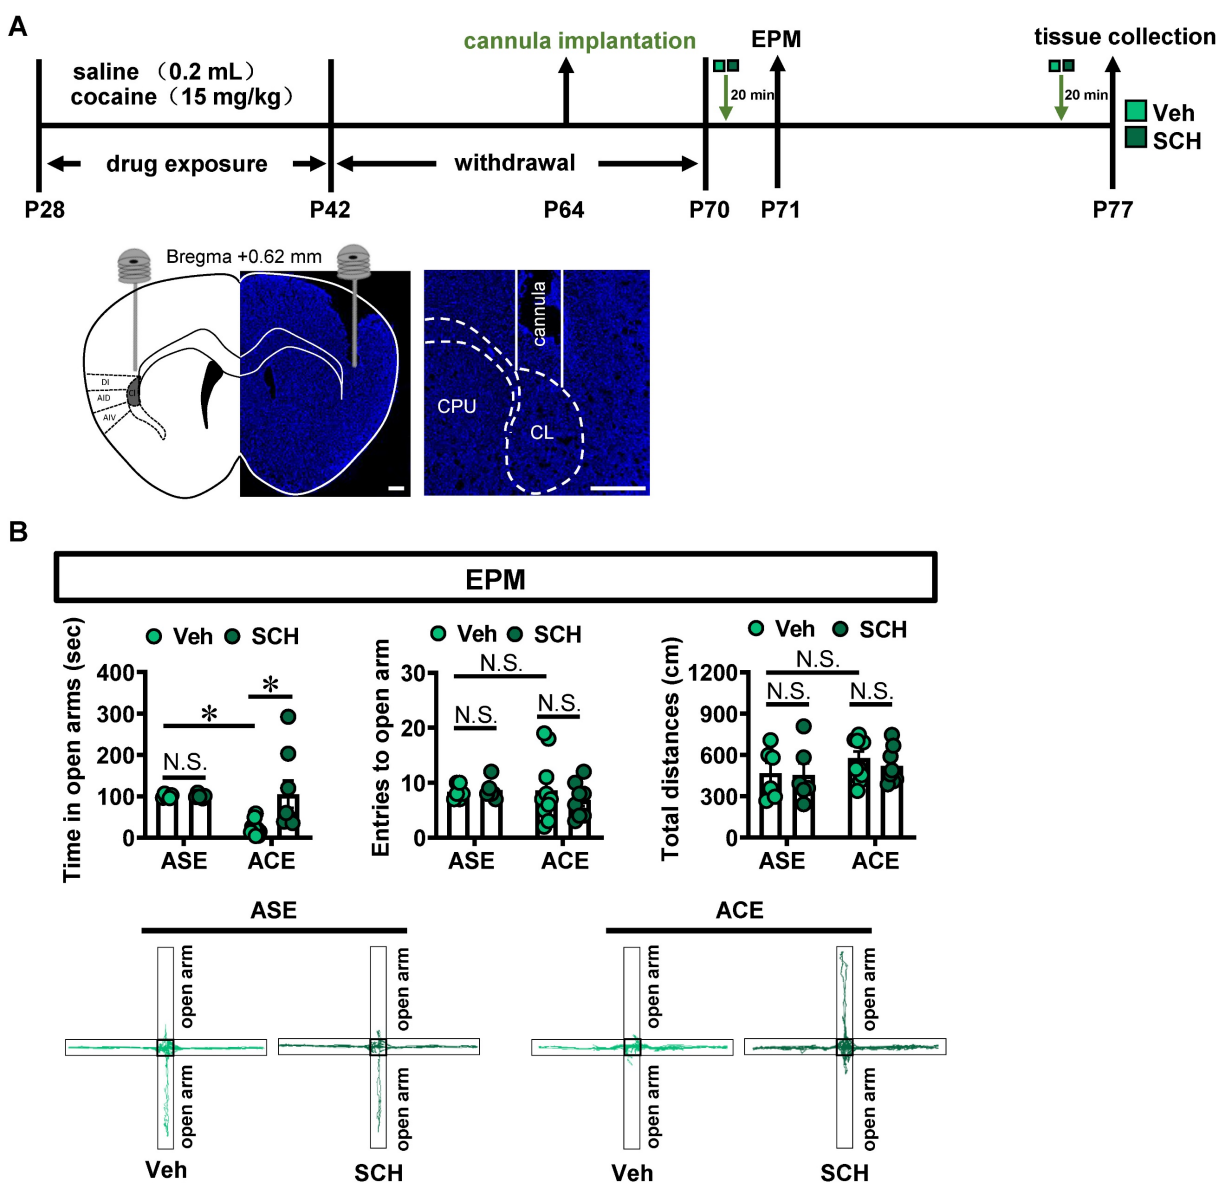 A
cannula implantation
EPM
tissue collection
saline （0.2 mL）
cocaine（15 mg/kg）
20 min
20 min
Veh
SCH
drug exposure
withdrawal
P28
P42
P64
P70
P71
P77
Bregma +0.62 mm
DI
AID
AIV
CL
cannula
CPU
CL
B
EPM
Veh
SCH
Time in open arms (sec)
400
300
200
100
0
N.S.
*
*
ASE
ACE
Veh
SCH
Entries to open arm
30
20
10
0
N.S.
N.S.
N.S.
ASE
ACE
Veh
SCH
Total distances (cm)
1200
900
600
300
0
N.S.
N.S.
N.S.
ASE
ACE
ASE
ACE
open arm
open arm
open arm
open arm
open arm
open arm
open arm
open arm
Veh
SCH
Veh
SCH